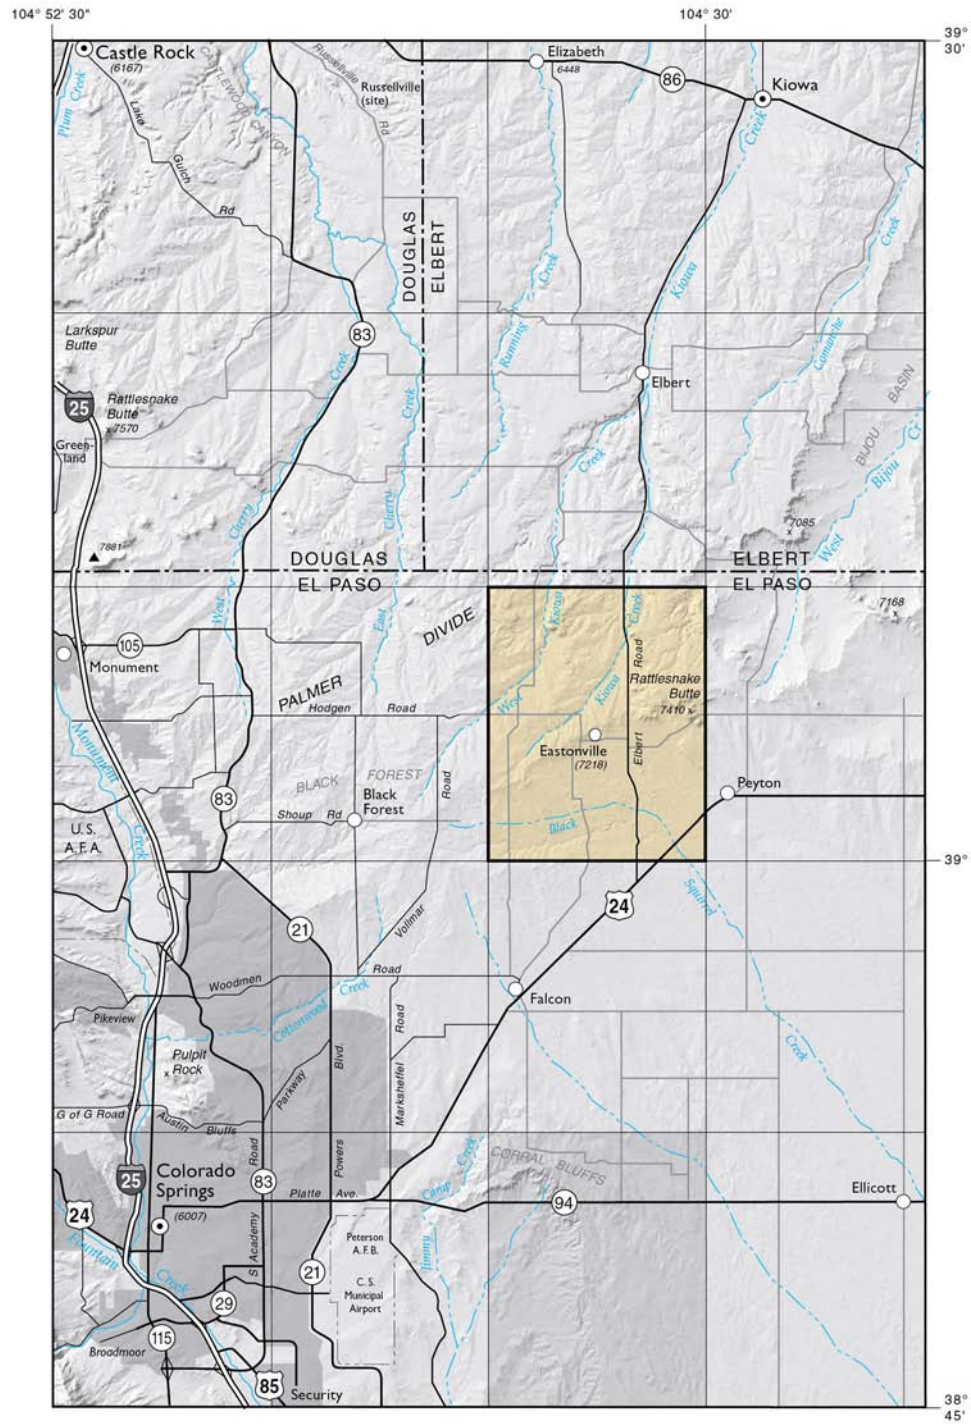 104° 52' 30"
104° 30'
39°
30'
Castle Rock
(6167)
Plum Creek
CASTLEWOOD CANYON
Russellville
Rd
Russellville
(site)
Elizabeth
6448
86
Kiowa
Creek
Lake
Gulch
Rd
DOUGLAS
ELBERT
Creek
Running
Kiowa
Creek
Comanche
Larkspur
Butte
83
Creek
Creek
Rattlesnake
Butte
x 7570
25
Green-
land
Elbert
BASIN
BIJOU
Cr
Bijou
West
Creek
Cherry
Cherry
7085
x
7881
DOUGLAS
EL PASO
ELBERT
EL PASO
7168
x
West
East
DIVIDE
Kiowa
Creek
105
Monument
PALMER
Hodgen Road
West
Kiowa
Road
Rattlesnake
Butte
7410 x
Eastonville
(7218)
Elbert
Monument
Creek
BLACK FOREST
Black
Forest
Road
Peyton
83
Shoup Rd
Black
U. S.
A. F. A.
39°
Squirrel
Creek
24
21
Vollmar
Woodmen
Road
Creek
Cottonwood
Falcon
Pikeview
Pulpit
x Rock
Parkway
Blvd.
Road
Marksheffel
G of G Road
Austin
Bluffs
Road
Powers
CORRAL BLUFFS
Creek
Camp
Jimmy
25
Colorado
Springs
(6007)
83
Platte Ave.
94
Ellicott
24
Fountain
Creek
S Academy
Peterson
A. F. B.
C. S.
Municipal
Airport
21
29
115
Broadmoor
85
Security
38°
45'